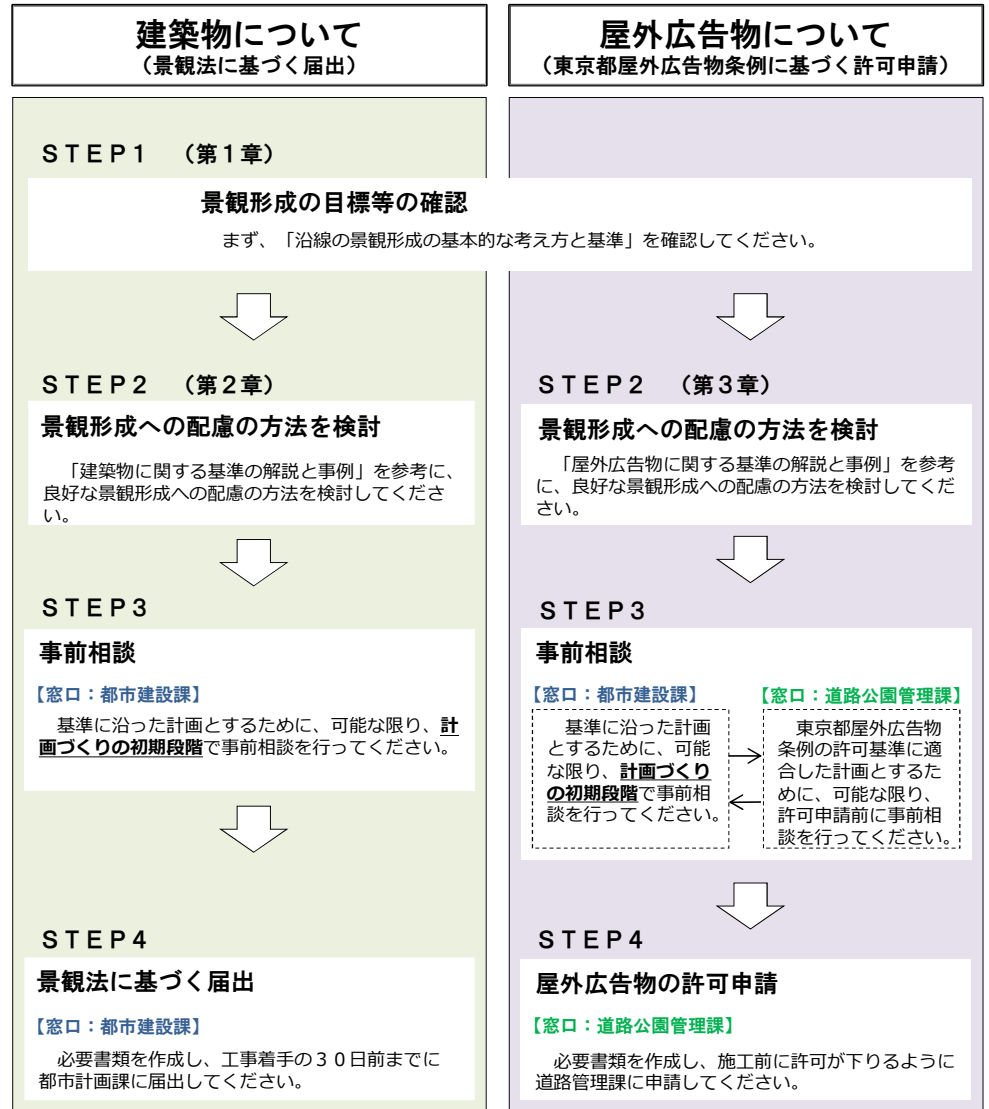 建築物について
(景観法に基づく届出)
屋外広告物について
(東京都屋外広告物条例に基づく許可申請)
STEP1 (第1章)
景観形成の目標等の確認
まず、「沿線の景観形成の基本的な考え方と基準」を確認してください。
STEP2 (第2章)
景観形成への配慮の方法を検討
「建築物に関する基準の解説と事例」を参考に、
良好な景観形成への配慮の方法を検討してくださ
い。
STEP3
事前相談
【窓口:都市建設課】
基準に沿った計画とするために、可能な限り、計
画づくりの初期段階で事前相談を行ってください。
STEP4
景観法に基づく届出
【窓口:都市建設課】
必要書類を作成し、工事着手の30日前までに
都市計画課に届出してください。
STEP2 (第3章)
景観形成への配慮の方法を検討
「屋外広告物に関する基準の解説と事例」を参考
に、良好な景観形成への配慮の方法を検討してくだ
さい。
STEP3
事前相談
【窓口:都市建設課】
基準に沿った計画
とするために、可能
な限り、計画づくり
の初期段階で事前相
談を行ってください。
【窓口:道路公園管理課】
東京都屋外広告物
条例の許可基準に適
合した計画とするた
めに、可能な限り、
許可申請前に事前相
談を行ってください。
STEP4
屋外広告物の許可申請
【窓口:道路公園管理課】
必要書類を作成し、施工前に許可が下りるように
道路管理課に申請してください。